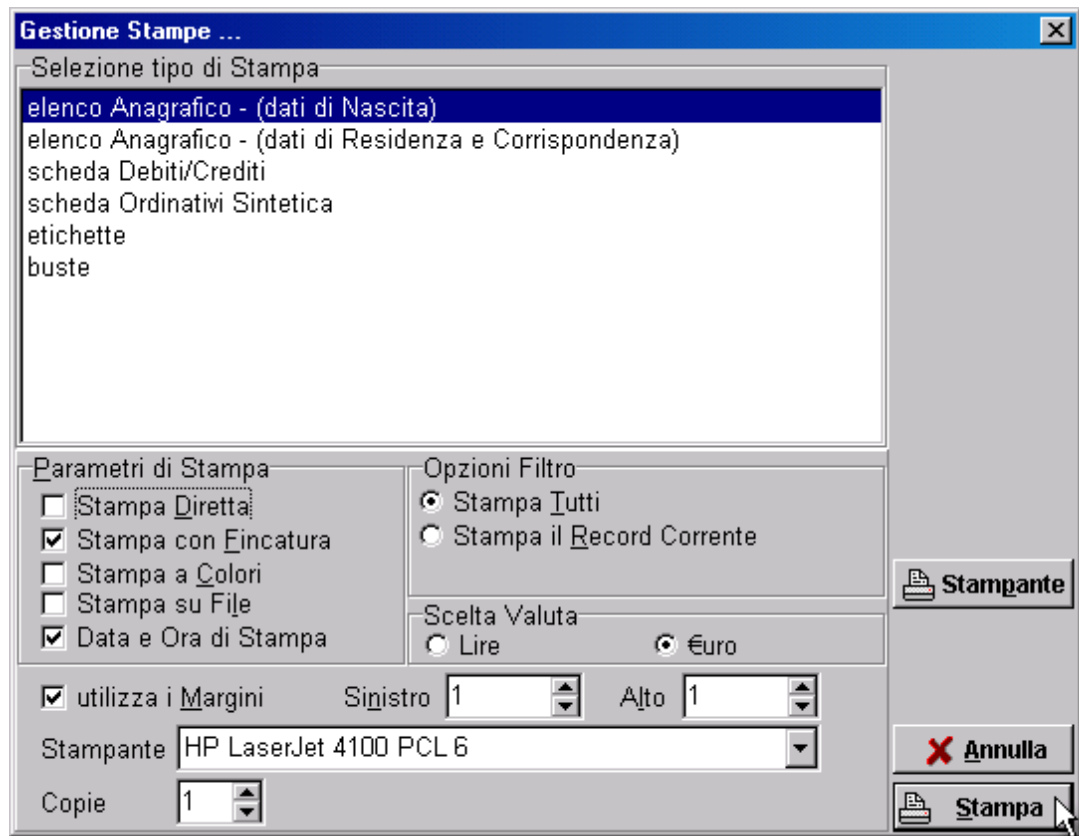 Gestione Stampe ...
Selezione tipo di Stampa
elenco Anagrafico - (dati di Nascita)
elenco Anagrafico - (dati di Residenza e Corrispondenza)
scheda Debiti/Crediti
scheda Ordinativi Sintetica
etichette
buste
Parametri di Stampa
Stampa Diretta
Stampa con Fincatura
Stampa a Colori
Stampa su File
Data e Ora di Stampa
Opzioni Filtro
Stampa Tutti
Stampa il Record Corrente
Scelta Valuta
Lire €uro
Stampante
utilizza i Margini Sinistro 1 Alto 1
Stampante HP LaserJet 4100 PCL 6
Copie 1
Annulla
Stampa